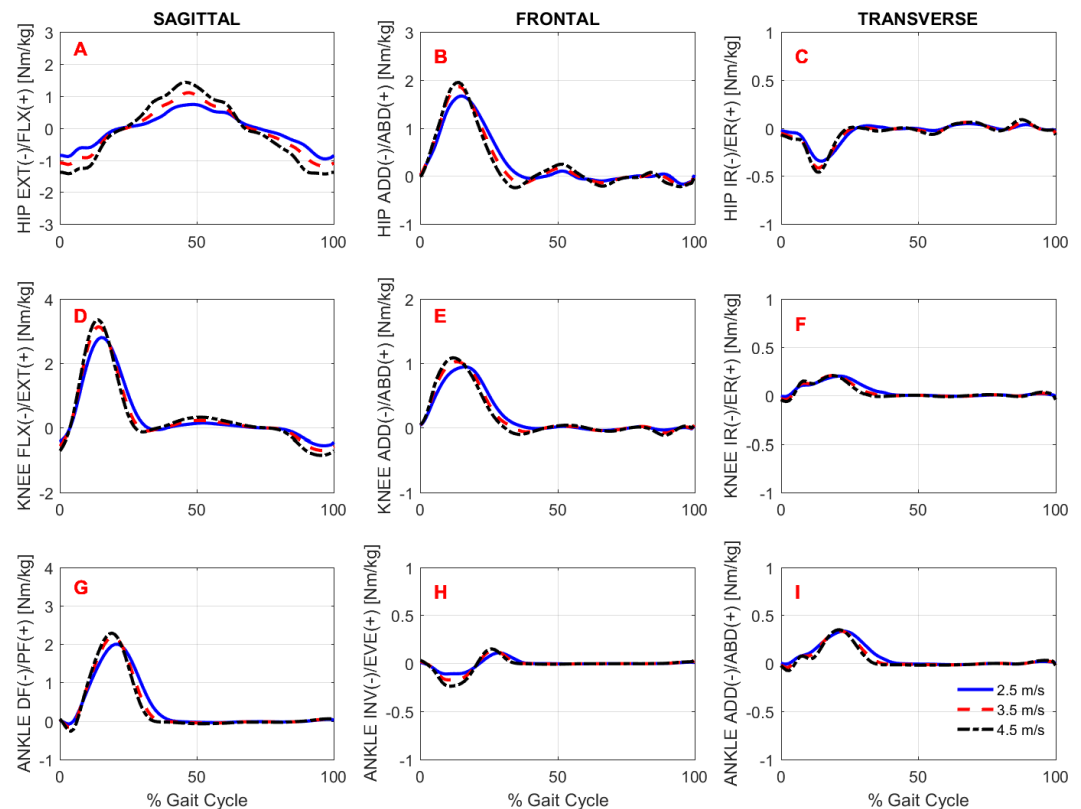 SAGITTAL
FRONTAL
TRANSVERSE
HIP EXT(-)/FLX(+) [Nm/kg]
3
2
1
0
-1
-2
-3
A
0
50
100
HIP ADD(-)/ABD(+) [Nm/kg]
3
2
1
0
-1
B
0
50
100
HIP IR(-)/ER(+) [Nm/kg]
1
0.5
0
-0.5
-1
C
0
50
100
KNEE FLX(-)/EXT(+) [Nm/kg]
4
2
0
-2
D
0
50
100
KNEE ADD(-)/ABD(+) [Nm/kg]
2
1
0
-1
E
0
50
100
KNEE IR(-)/ER(+) [Nm/kg]
1
0.5
0
-0.5
-1
F
0
50
100
ANKLE DF(-)/PF(+) [Nm/kg]
4
3
2
1
0
-1
G
0
50
100
% Gait Cycle
ANKLE INV(-)/EVE(+) [Nm/kg]
1
0.5
0
-0.5
-1
H
0
50
100
% Gait Cycle
ANKLE ADD(-)/ABD(+) [Nm/kg]
1
0.5
0
-0.5
-1
I
2.5 m/s
3.5 m/s
4.5 m/s
0
50
100
% Gait Cycle